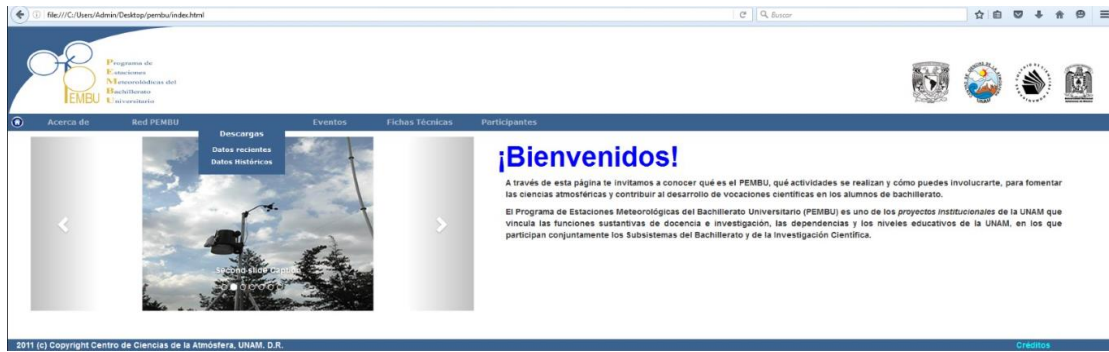 file:///C:/Users/Admin/Desktop/pembu/index.html
Buscar
Programa de
Estaciones
Meteorológicas del
Bachillerato
Universitario
PEMBU
Acerca de Red PEMBU Descargas Eventos Fichas Técnicas Participantes
Datos recientes
Datos Históricos
Second slide Caption
¡Bienvenidos!
A través de esta página te invitamos a conocer qué es el PEMBU, qué actividades se realizan y cómo puedes involucrarte, para fomentar
las ciencias atmosféricas y contribuir al desarrollo de vocaciones científicas en los alumnos de bachillerato.
El Programa de Estaciones Meteorológicas del Bachillerato Universitario (PEMBU) es uno de los proyectos institucionales de la UNAM que
vincula las funciones sustantivas de docencia e investigación, las dependencias y los niveles educativos de la UNAM, en los que
participan conjuntamente los Subsistemas del Bachillerato y de la Investigación Científica.
2011 (c) Copyright Centro de Ciencias de la Atmósfera, UNAM. D.R. Créditos